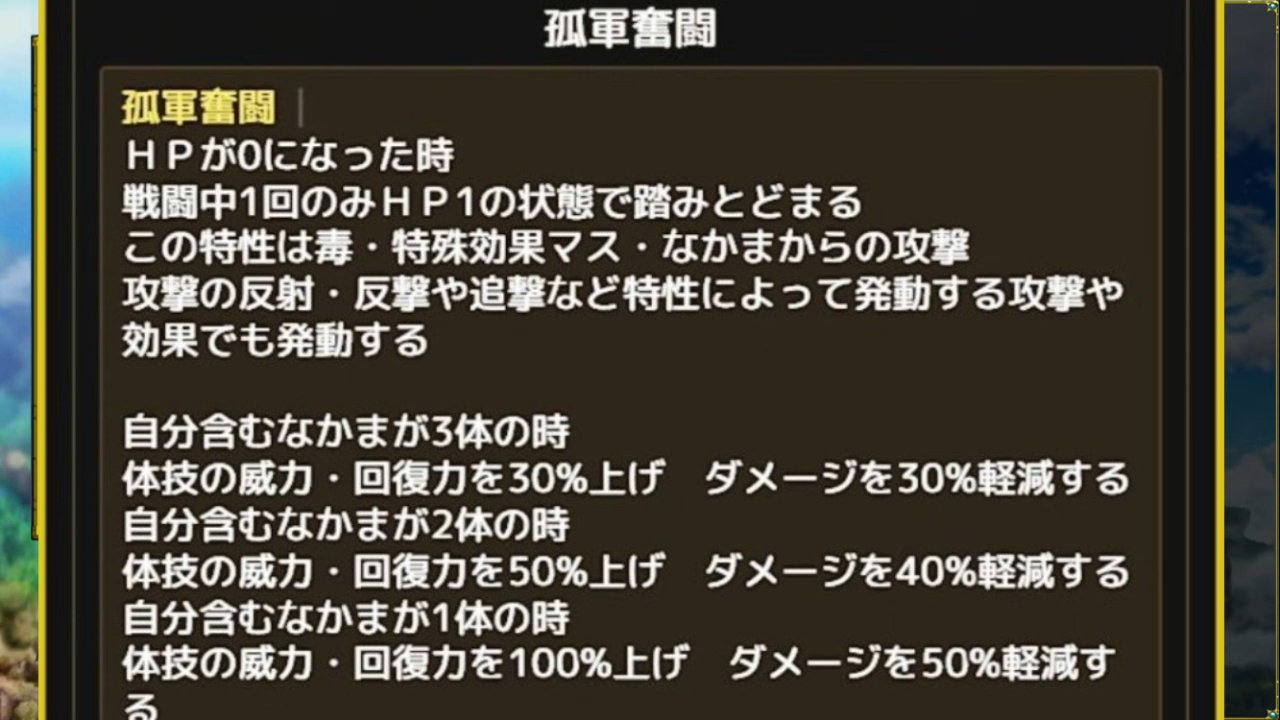 孤軍奮闘
孤軍奮闘
ＨＰが0になった時
戦闘中1回のみＨＰ1の状態で踏みとどまる
この特性は毒・特殊効果マス・なかまからの攻撃
攻撃の反射・反撃や追撃など特性によって発動する攻撃や
効果でも発動する
自分含むなかまが3体の時
体技の威力・回復力を30%上げ　ダメージを30%軽減する
自分含むなかまが2体の時
体技の威力・回復力を50%上げ　ダメージを40%軽減する
自分含むなかまが1体の時
体技の威力・回復力を100%上げ　ダメージを50%軽減す
る